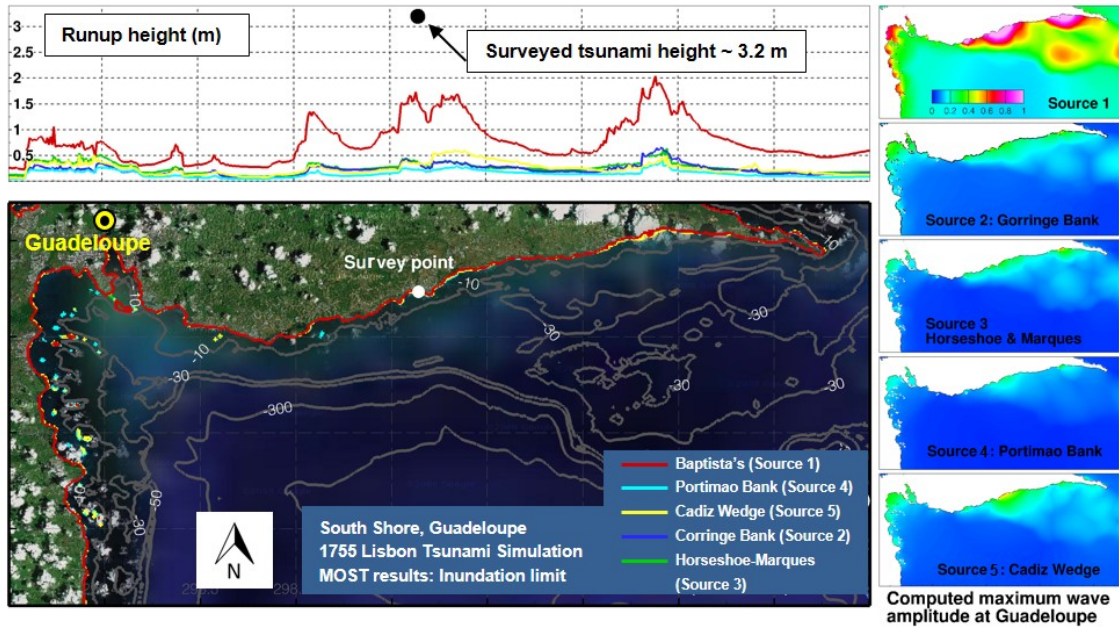 Runup height (m)
Surveyed tsunami height ~ 3.2 m
3
2.5
2
1.5
1
0.5
Guadeloupe
Survey point
-10
-10
-10
-10
-30
-30
-30
-30
-30
-300
-30
South Shore, Guadeloupe
1755 Lisbon Tsunami Simulation
MOST results: Inundation limit
N
Baptista's (Source 1)
Portimao Bank (Source 4)
Cadiz Wedge (Source 5)
Corringe Bank (Source 2)
Horseshoe-Marques
(Source 3)
0 0.2 0.4 0.6 0.8 1
Source 1
Source 2: Gorringe Bank
Source 3
Horseshoe & Marques
Source 4: Portimao Bank
Source 5: Cadiz Wedge
Computed maximum wave
amplitude at Guadeloupe